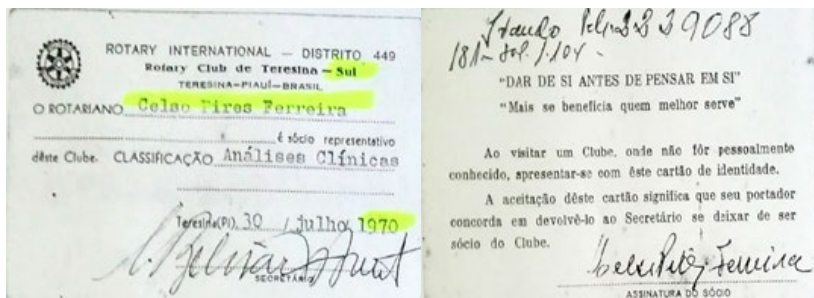 ROTARY INTERNATIONAL — DISTRITO 449
Rotary Club de Teresina — Sul
TERESINA-PIAUÍ-BRASIL
O ROTARIANO Celso Pires Ferreira
é sócio representativo
dêste Clube. CLASSIFICAÇÃO Análises Clínicas
Teresina(PI), 30 / julho, 1970
SECRETÁRIO
2239088
"DAR DE SI ANTES DE PENSAR EM SI"
"Mais se beneficia quem melhor serve"
Ao visitar um Clube, onde não fôr pessoalmente
conhecido, apresentar-se com êste cartão de identidade.
A aceitação dêste cartão significa que seu portador
concorda em devolvê-lo ao Secretário se deixar de ser
sócio do Clube.
Ferreira
ASSINATURA DO SÓCIO